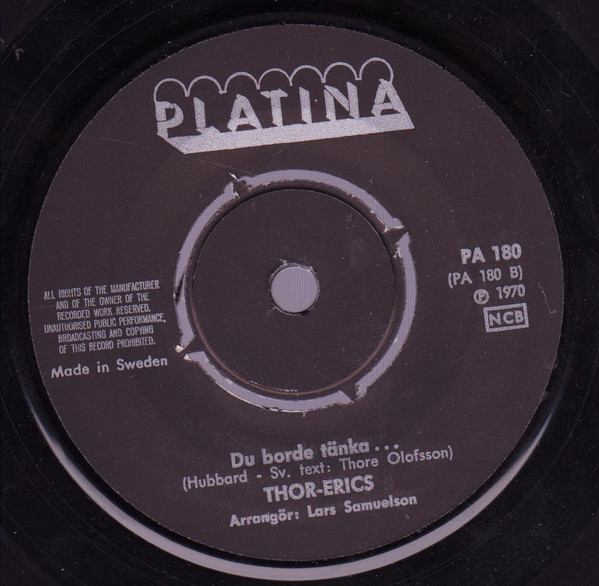 PLATINA
PA 180
(PA 180 B)
℗ 1970
NCB
ALL RIGHTS OF THE MANUFACTURER
AND OF THE OWNER OF THE
RECORDED WORK RESERVED.
UNAUTHORISED PUBLIC PERFORMANCE,
BROADCASTING AND COPYING
OF THIS RECORD PROHIBITED.
Made in Sweden
Du borde tänka...
(Hubbard - Sv. text: Thore Olofsson)
THOR-ERICS
Arrangör: Lars Samuelson